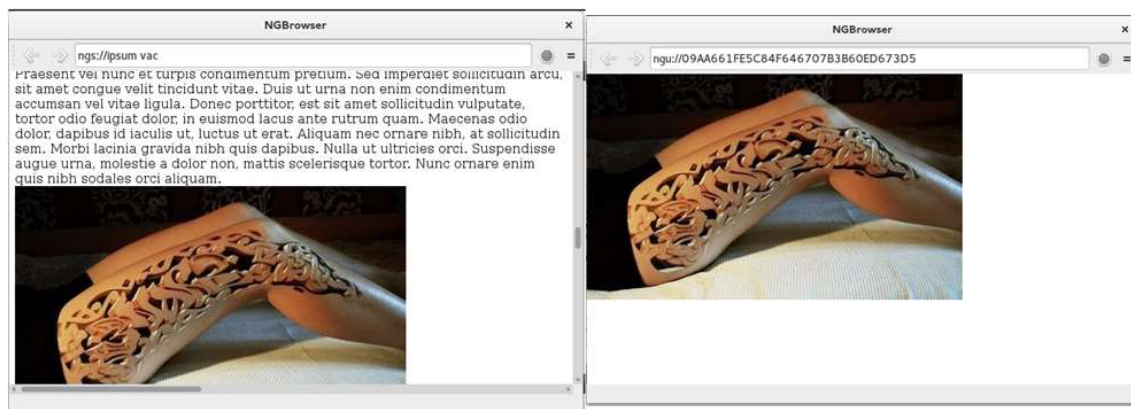 NGBrowser ×
ngs://ipsum vac
Praesent vel nunc et turpis condimentum pretium. Sed imperdiet sollicitudin arcu,
sit amet congue velit tincidunt vitae. Duis ut urna non enim condimentum
accumsan vel vitae ligula. Donec porttitor, est sit amet sollicitudin vulputate,
tortor odio feugiat dolor, in euismod lacus ante rutrum quam. Maecenas odio
dolor, dapibus id iaculis ut, luctus ut erat. Aliquam nec ornare nibh, at sollicitudin
sem. Morbi lacinia gravida nibh quis dapibus. Nulla ut ultricies orci. Suspendisse
augue urna, molestie a dolor non, mattis scelerisque tortor. Nunc ornare enim
quis nibh sodales orci aliquam.
NGBrowser ×
ngu://09AA661FE5C84F646707B3B60ED673D5